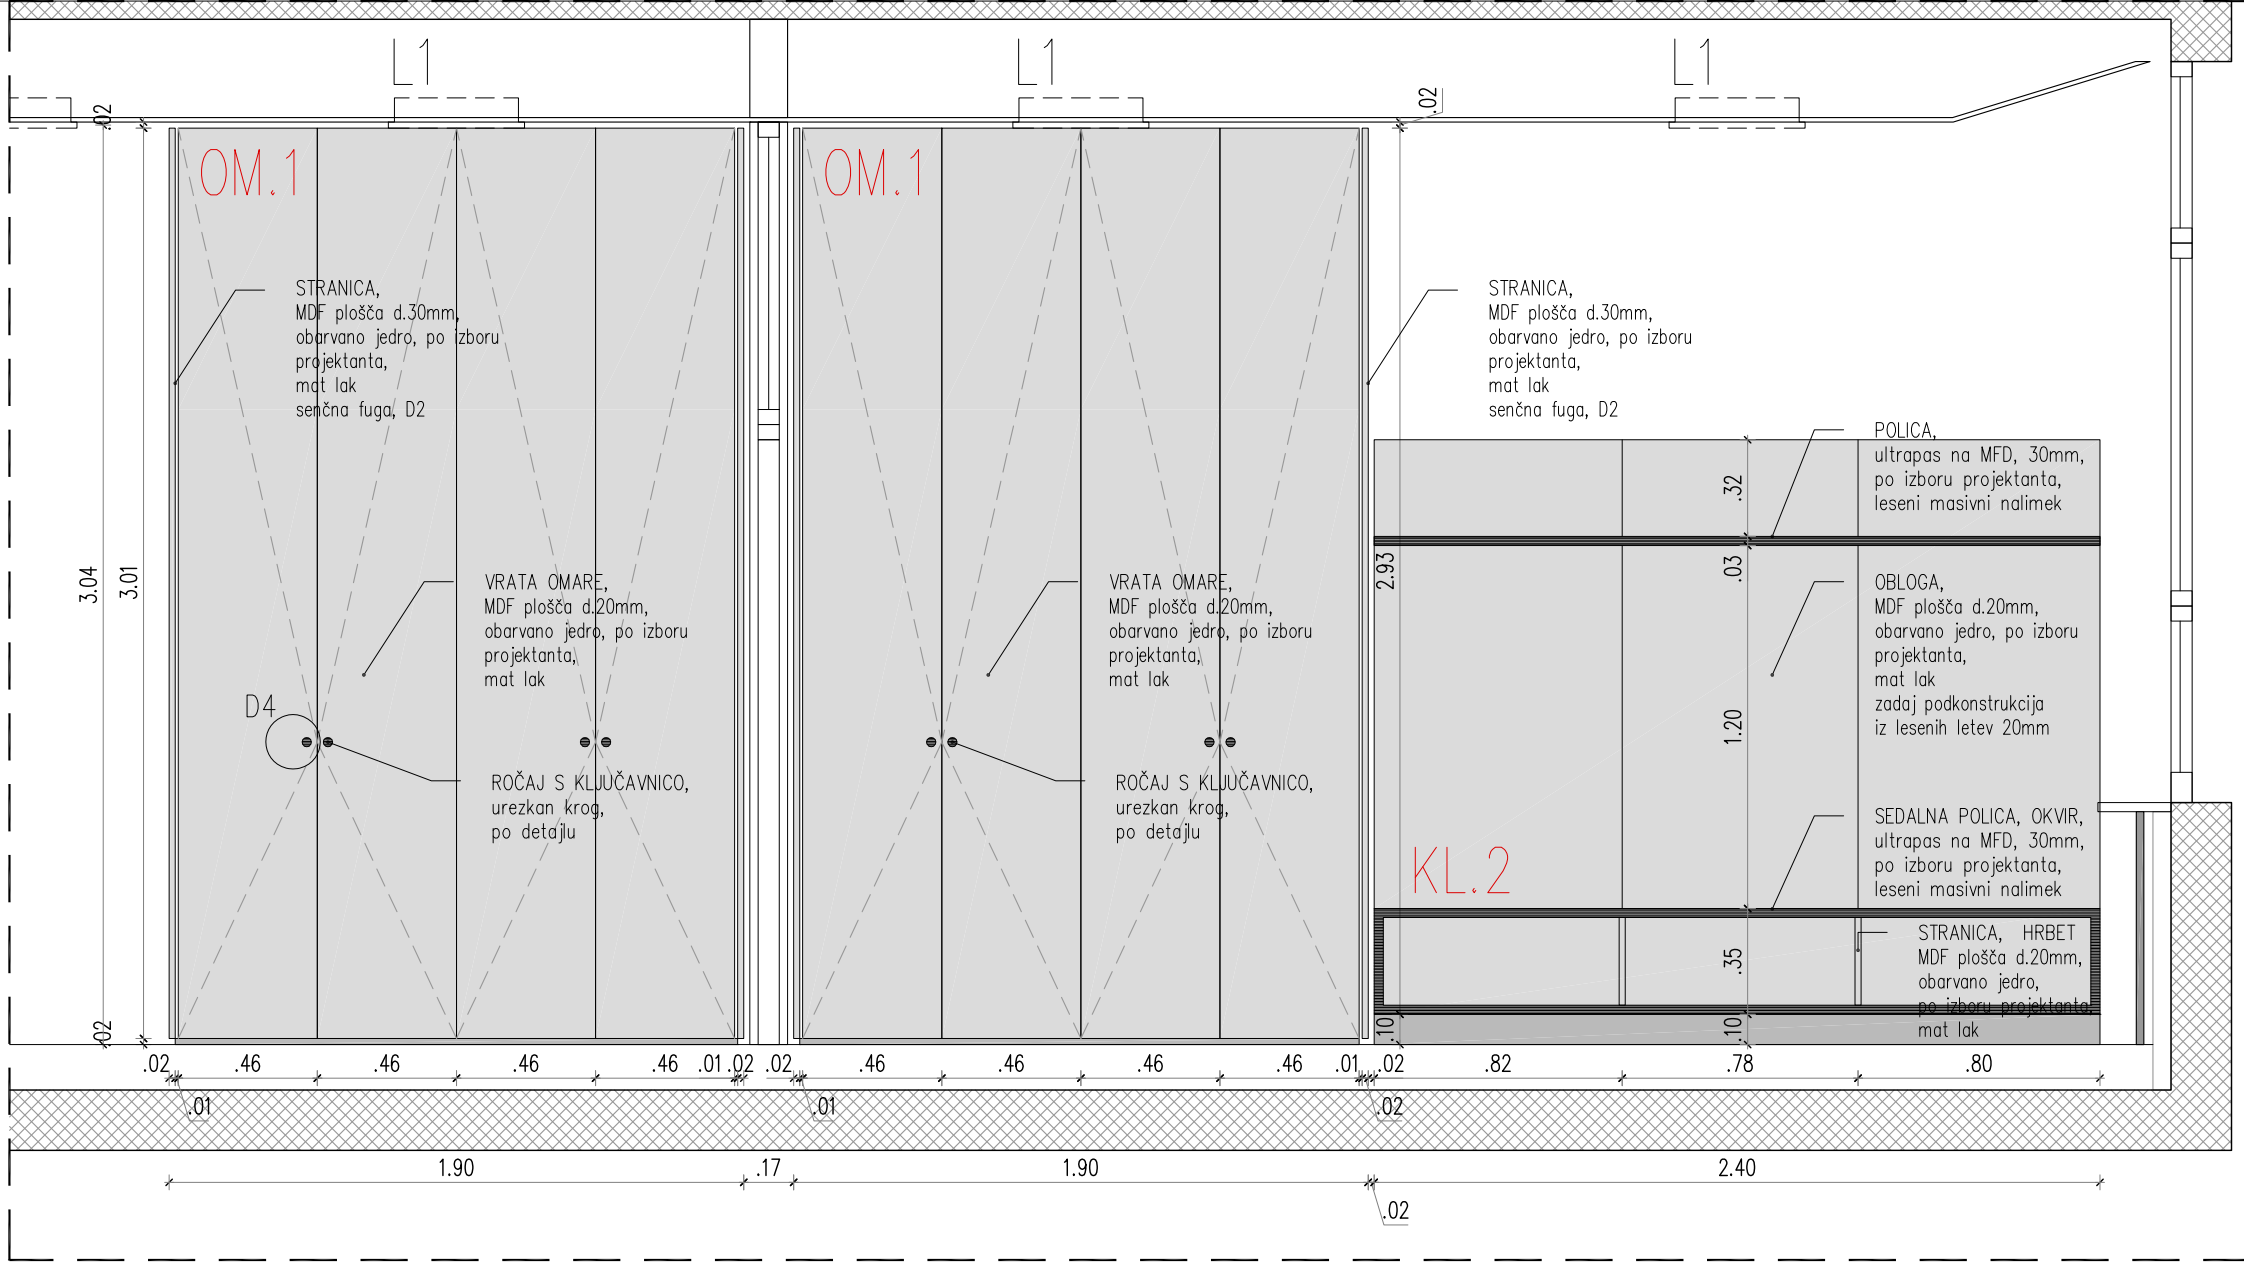 L1
L1
L1
.02
.02
OM.1
OM.1
STRANICA,
MDF plošča d.30mm,
obarvano jedro, po izboru
projektanta,
mat lak
senčna fuga, D2
STRANICA,
MDF plošča d.30mm,
obarvano jedro, po izboru
projektanta,
mat lak
senčna fuga, D2
POLICA,
ultrapas na MFD, 30mm,
po izboru projektanta,
leseni masivni nalimek
.32
3.04
3.01
2.93
.03
VRATA OMARE,
MDF plošča d.20mm,
obarvano jedro, po izboru
projektanta,
mat lak
VRATA OMARE,
MDF plošča d.20mm,
obarvano jedro, po izboru
projektanta,
mat lak
OBLOGA,
MDF plošča d.20mm,
obarvano jedro, po izboru
projektanta,
mat lak
zadaj podkonstrukcija
iz lesenih letev 20mm
D4
1.20
ROČAJ S KLJUČAVNICO,
urezkan krog,
po detajlu
ROČAJ S KLJUČAVNICO,
urezkan krog,
po detajlu
SEDALNA POLICA, OKVIR,
ultrapas na MFD, 30mm,
po izboru projektanta,
leseni masivni nalimek
KL.2
STRANICA, HRBET
MDF plošča d.20mm,
obarvano jedro,
po izboru projektanta,
mat lak
.35
.02
.10
.10
.02 .46 .46 .46 .46 .01 .02 .02 .46 .46 .46 .46 .01 .02 .82 .78 .80
.01 .01 .02
1.90 .17 1.90 2.40
.02